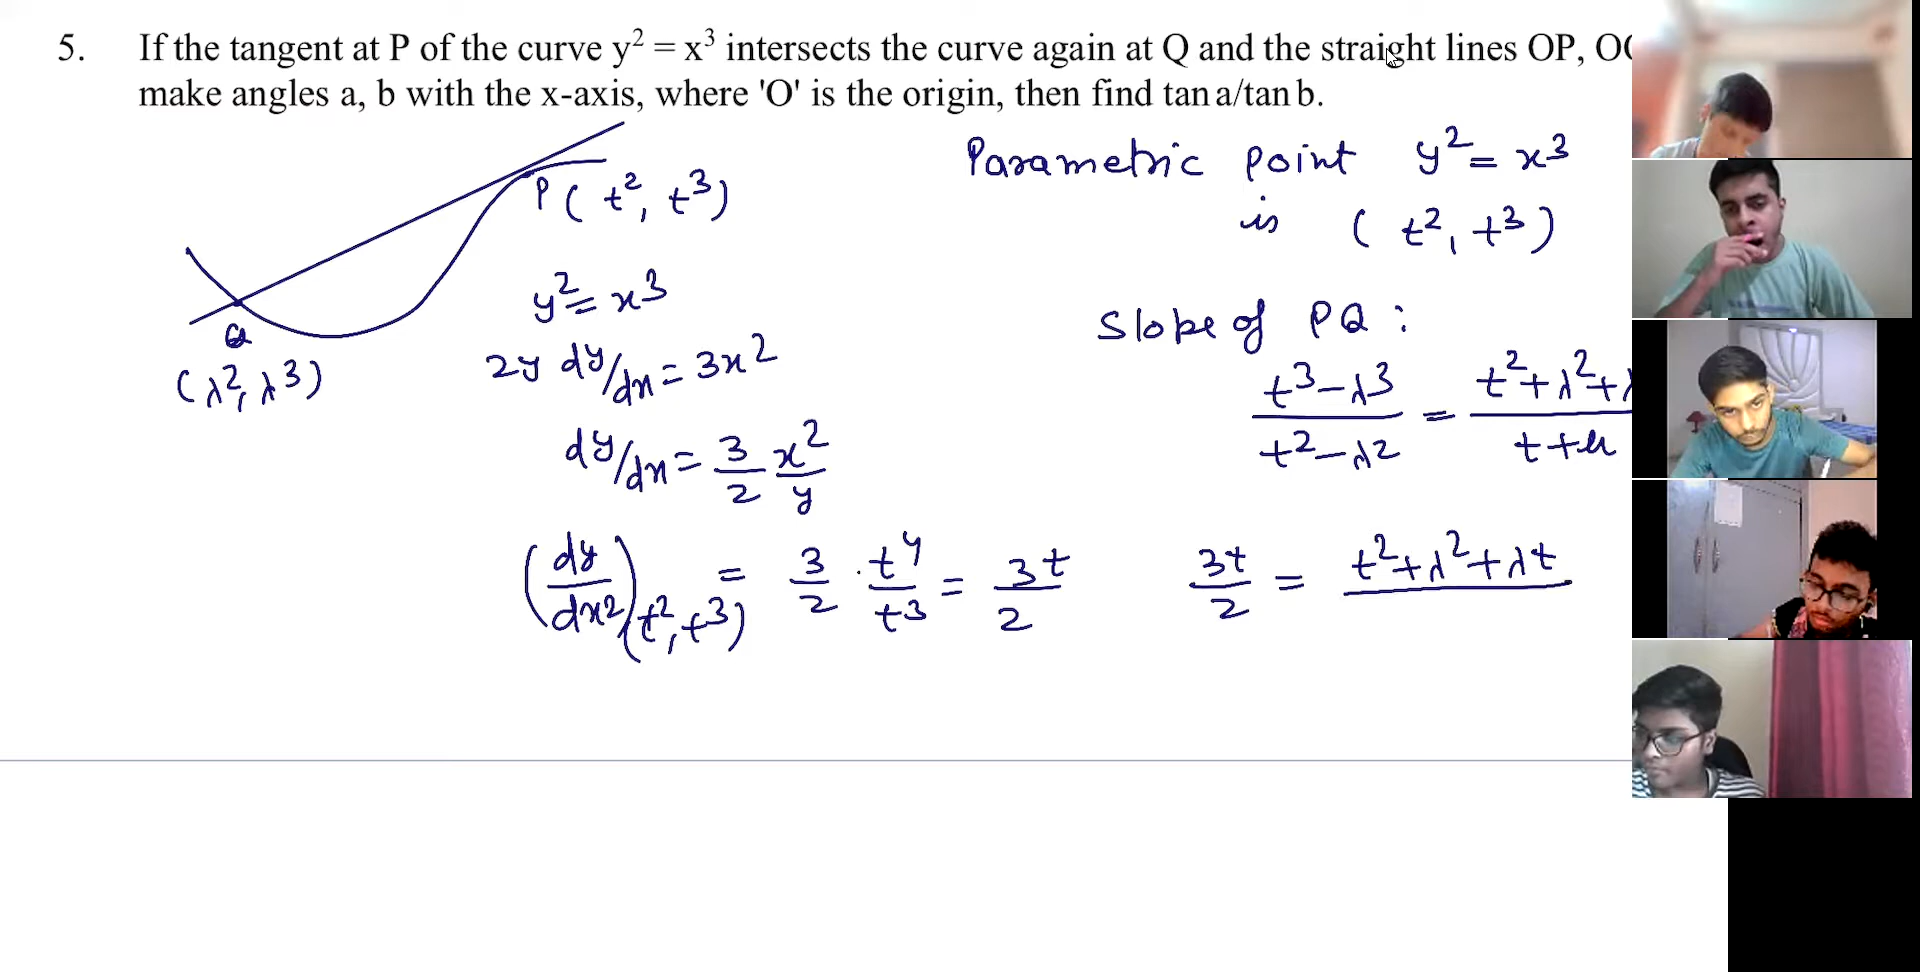 5. If the tangent at P of the curve y² = x³ intersects the curve again at Q and the straight lines OP,
make angles a, b with the x-axis, where 'O' is the origin, then find tan a/tan b.
Parametric point y² = x³
is (t², t³)
P (t², t³)
Q
(λ², λ³)
y² = x³
2y dy/dx = 3x²
dy/dx = 3/2 x²/y
(dy/dx2)(t², t³) = 3/2 . t⁴/t³ = 3t/2
Slope of PQ :
t³-λ³/t²-λ² = t²+λ²+λ/t+λ
3t/2 = t²+λ²+λt